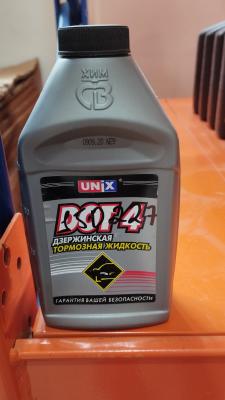 ХИМ
UNiX
DOT 4
ДЗЕРЖИНСКАЯ
ТОРМОЗНАЯ ЖИДКОСТЬ
ГАРАНТИЯ ВАШЕЙ БЕЗОПАСНОСТИ